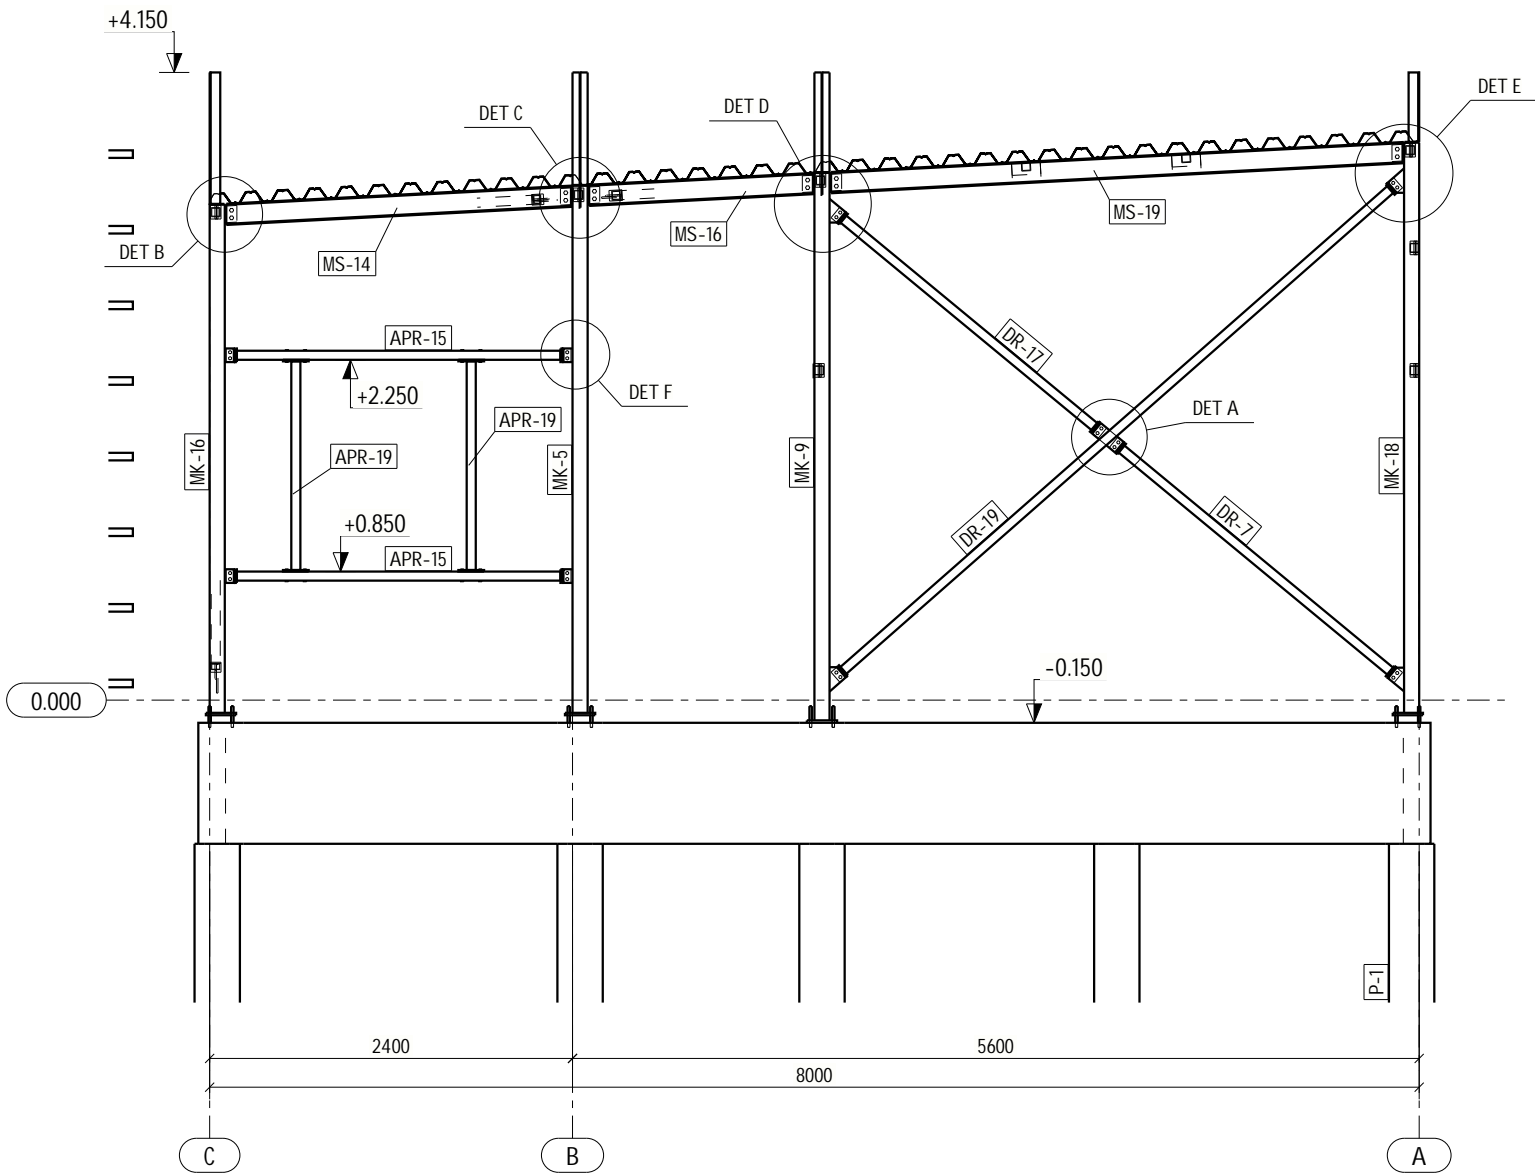 +4.150
DET E
DET C
DET D
DET B
MS-14
MS-16
MS-19
APR-15
+2.250
DET F
DR-17
DET A
APR-19
APR-19
MK-16
MK-5
MK-9
MK-18
+0.850
APR-15
DR-19
DR-7
-0.150
0.000
P-1
2400
5600
8000
C
B
A